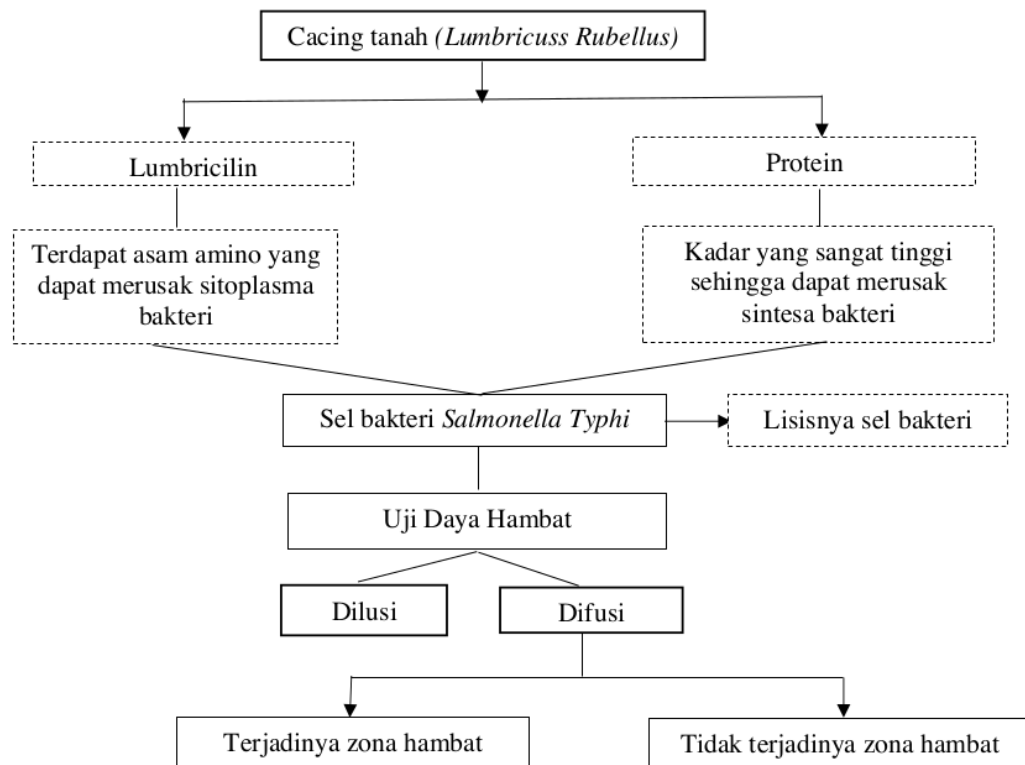 Cacing tanah (Lumbricuss Rubellus)
Lumbricilin
Protein
Terdapat asam amino yang
dapat merusak sitoplasma
bakteri
Kadar yang sangat tinggi
sehingga dapat merusak
sintesa bakteri
Sel bakteri Salmonella Typhi
Lisisnya sel bakteri
Uji Daya Hambat
Dilusi
Difusi
Terjadinya zona hambat
Tidak terjadinya zona hambat